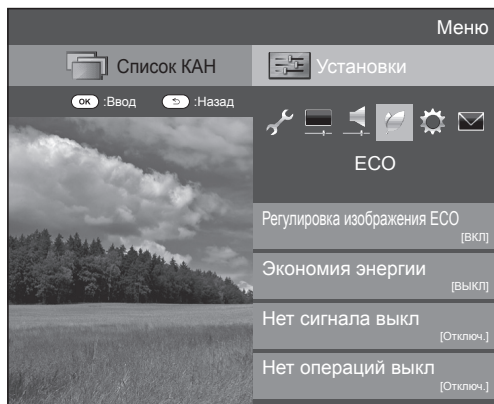 Меню
Список КАН
Установки
OK :Ввод :Назад
ECO
Регулировка изображения ECO
[ВКЛ]
Экономия энергии
[ВЫКЛ]
Нет сигнала выкл
[Отключ.]
Нет операций выкл
[Отключ.]